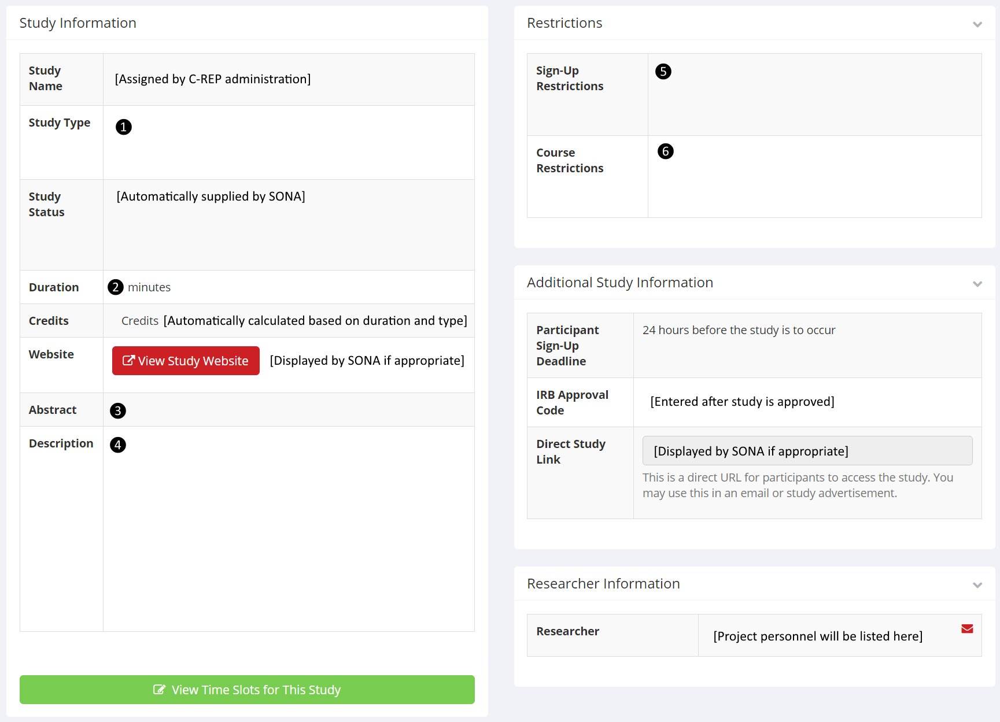 Study Information
Study
Name
[Assigned by C-REP administration]
Study Type
1
Study
Status
[Automatically supplied by SONA]
Duration
2 minutes
Credits
Credits [Automatically calculated based on duration and type]
Website
View Study Website
[Displayed by SONA if appropriate]
Abstract
3
Description
4
View Time Slots for This Study
Restrictions
Sign-Up
Restrictions
5
Course
Restrictions
6
Additional Study Information
Participant
Sign-Up
Deadline
24 hours before the study is to occur
IRB Approval
Code
[Entered after study is approved]
Direct Study
Link
[Displayed by SONA if appropriate]
This is a direct URL for participants to access the study. You
may use this in an email or study advertisement.
Researcher Information
Researcher
[Project personnel will be listed here]